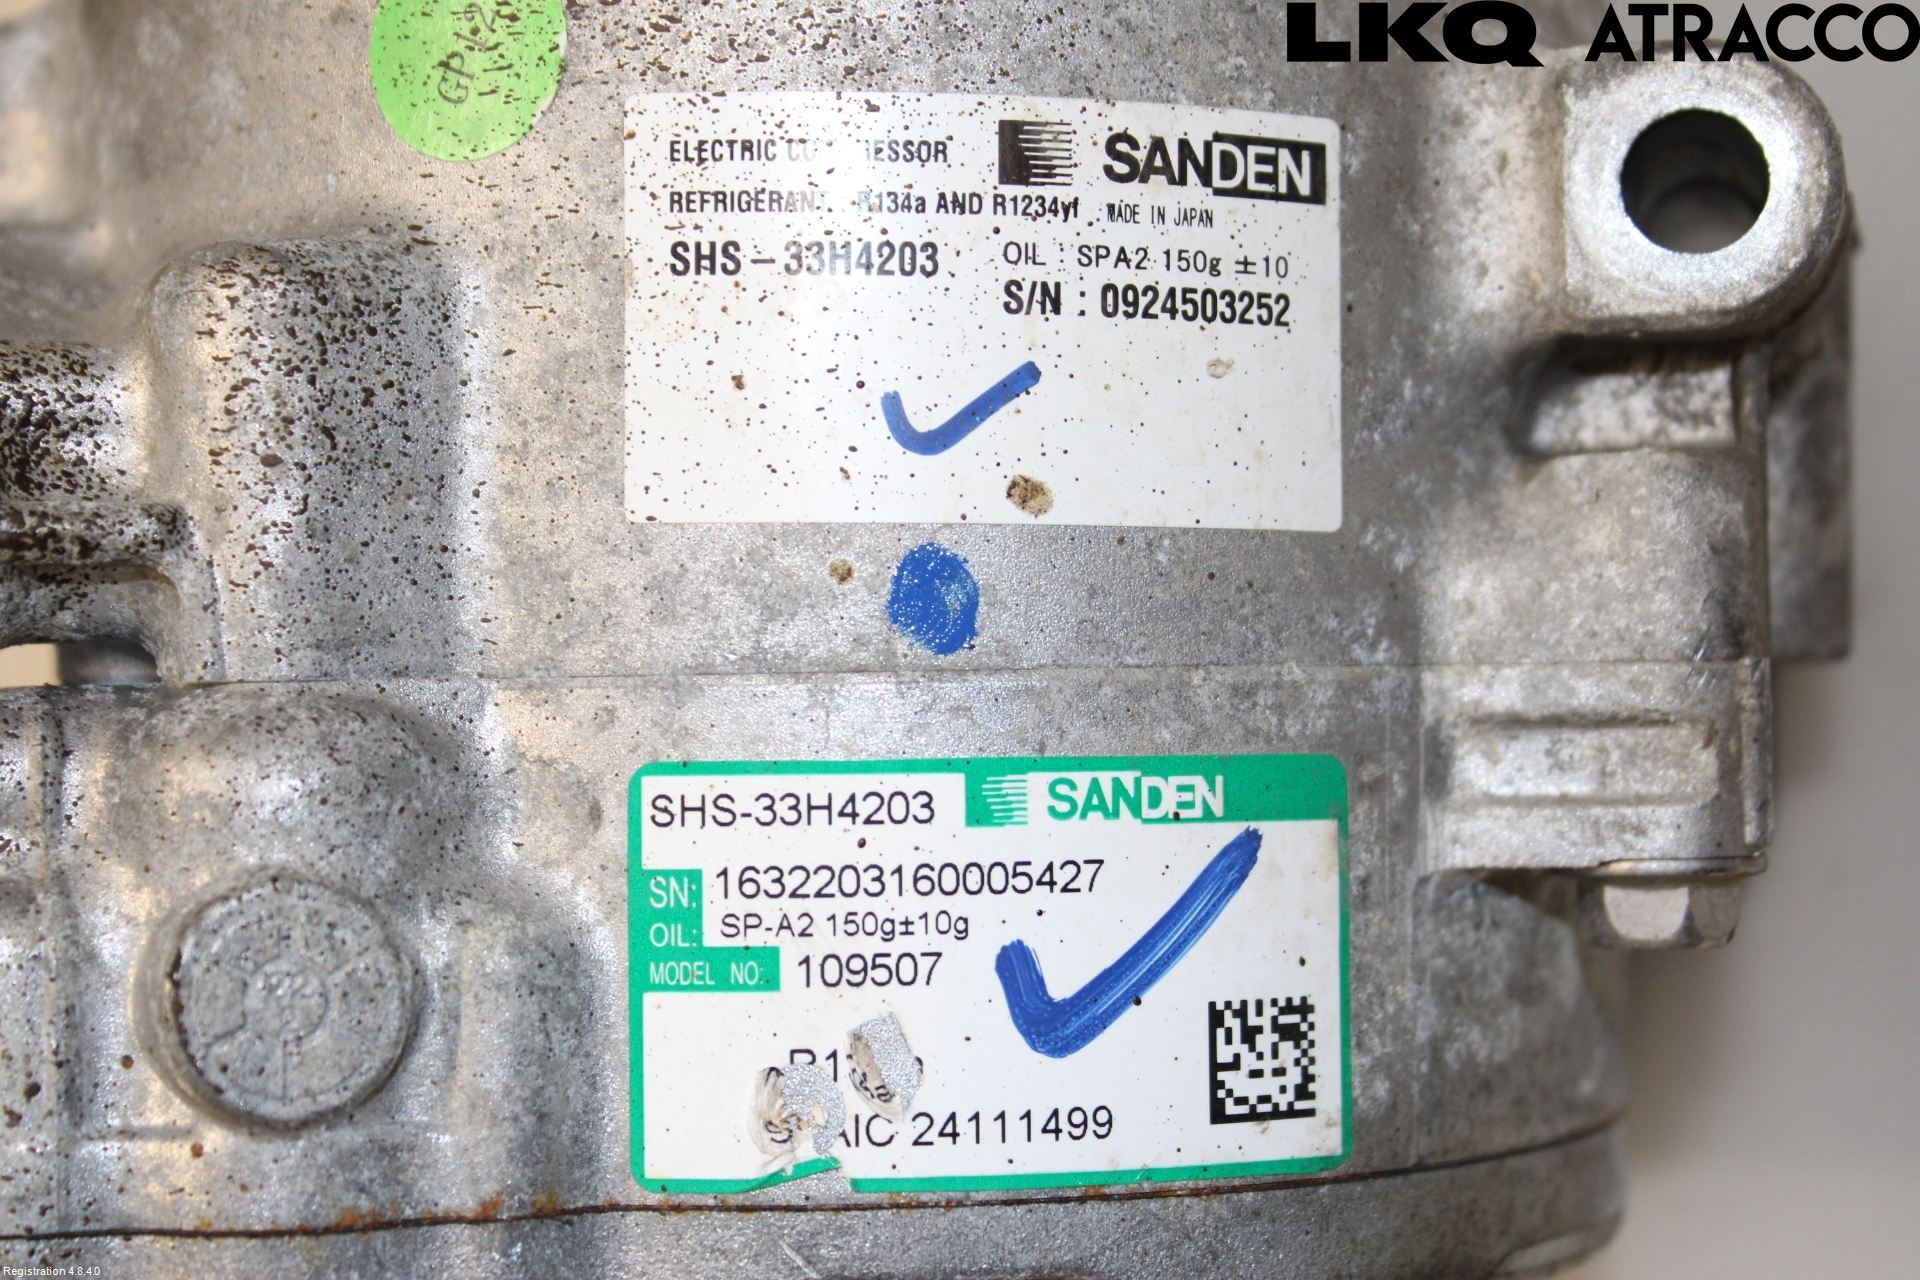 LKQ ATRACCO
ELECTRIC
SANDEN
REFRIGERANT R134a AND R1234yf MADE IN JAPAN
SHS-33H4203 OIL : SPA2 150g ±10
S/N : 0924503252
SHS-33H4203 SANDEN
SN: 1632203160005427
OIL: SP-A2 150g±10g
MODEL NO: 109507
24111499
Registration 4.8.4.0